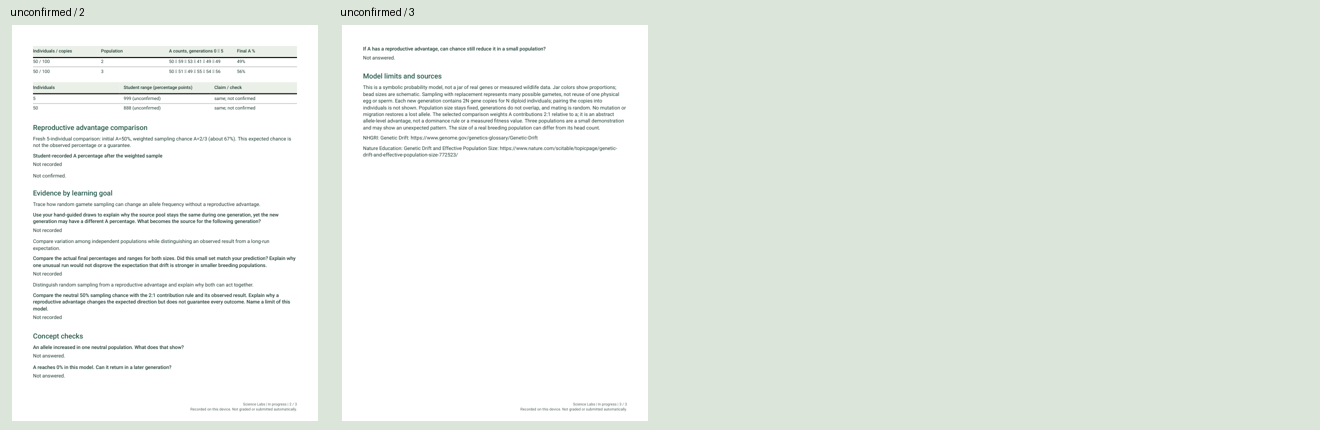 unconfirmed / 2
Individuals / copies Population A counts, generations 0 5 Final A %
50 / 100 2 50 59 53 41 49 49 49%
50 / 100 3 50 51 49 55 54 56 56%
Individuals Student range (percentage points) Claim / check
5 999 (unconfirmed) same; not confirmed
50 888 (unconfirmed) same; not confirmed
Reproductive advantage comparison
Fresh 5-individual comparison: initial A=50%, weighted sampling chance A=2/3 (about 67%). This expected chance is
not the observed percentage or a guarantee.
Student-recorded A percentage after the weighted sample
Not recorded
Not confirmed.
Evidence by learning goal
Trace how random gamete sampling can change an allele frequency without a reproductive advantage.
Use your hand-guided draws to explain why the source pool stays the same during one generation, yet the new
generation may have a different A percentage. What becomes the source for the following generation?
Not recorded
Compare variation among independent populations while distinguishing an observed result from a long-run
expectation.
Compare the actual final percentages and ranges for both sizes. Did this small set match your prediction? Explain why
one unusual run would not disprove the expectation that drift is stronger in smaller breeding populations.
Not recorded
Distinguish random sampling from a reproductive advantage and explain why both can act together.
Compare the neutral 50% sampling chance with the 2:1 contribution rule and its observed result. Explain why a
reproductive advantage changes the expected direction but does not guarantee every outcome. Name a limit of this
model.
Not recorded
Concept checks
An allele increased in one neutral population. What does that show?
Not answered.
A reaches 0% in this model. Can it return in a later generation?
Not answered.
Science Labs / In progress / 2 / 3
Recorded on this device. Not graded or submitted automatically.
unconfirmed / 3
If A has a reproductive advantage, can chance still reduce it in a small population?
Not answered.
Model limits and sources
This is a symbolic probability model, not a jar of real genes or measured wildlife data. Jar colors show proportions;
bead sizes are schematic. Sampling with replacement represents many possible gametes, not reuse of one physical
egg or sperm. Each new generation contains 2N gene copies for N diploid individuals; pairing the copies into
individuals is not shown. Population size stays fixed, generations do not overlap, and mating is random. No mutation or
migration restores a lost allele. The selected comparison weights A contributions 2:1 relative to a; it is an abstract
allele-level advantage, not a dominance rule or a measured fitness value. Three populations are a small demonstration
and may show an unexpected pattern. The size of a real breeding population can differ from its head count.
NHGRI: Genetic Drift: https://www.genome.gov/genetics-glossary/Genetic-Drift
Nature Education: Genetic Drift and Effective Population Size: https://www.nature.com/scitable/topicpage/genetic-
drift-and-effective-population-size-772523/
Science Labs / In progress / 3 / 3
Recorded on this device. Not graded or submitted automatically.